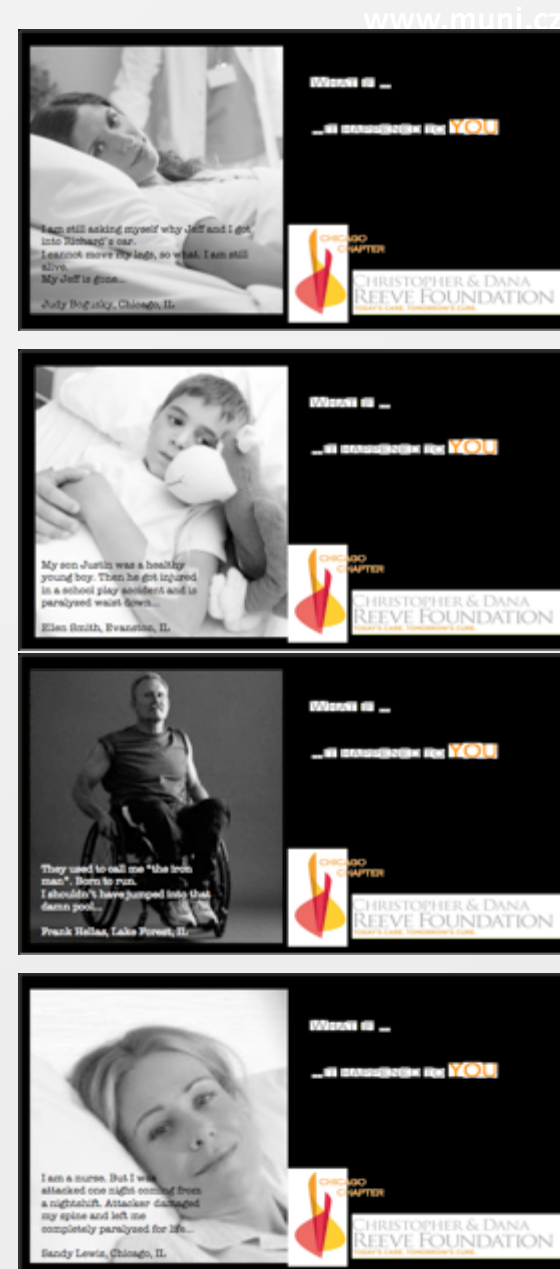 www.muni.cz
I am still asking myself why Jeff and I got
into Richard's car.
I cannot move my legs, so what. I am still
alive.
My Jeff is gone...
Judy Bogusky, Chicago, IL
WHAT IF ...
...IT HAPPENED TO YOU
CHICAGO
CHAPTER
CHRISTOPHER & DANA
REEVE FOUNDATION
TODAY'S CARE. TOMORROW'S CURE.
My son Justin was a healthy
young boy. Then he got injured
in a school play accident and is
paralysed waist down...
Ellen Smith, Evanston, IL
WHAT IF ...
...IT HAPPENED TO YOU
CHICAGO
CHAPTER
CHRISTOPHER & DANA
REEVE FOUNDATION
TODAY'S CARE. TOMORROW'S CURE.
They used to call me "the iron
man". Born to run.
I shouldn't have jumped into that
damn pool...
Frank Hellas, Lake Forest, IL
WHAT IF ...
...IT HAPPENED TO YOU
CHICAGO
CHAPTER
CHRISTOPHER & DANA
REEVE FOUNDATION
TODAY'S CARE. TOMORROW'S CURE.
I am a nurse. But I was
attacked one night coming from
a nightshift. Attacker damaged
my spine and left me
completely paralyzed for life...
Sandy Lewis, Chicago, IL
WHAT IF ...
...IT HAPPENED TO YOU
CHICAGO
CHAPTER
CHRISTOPHER & DANA
REEVE FOUNDATION
TODAY'S CARE. TOMORROW'S CURE.